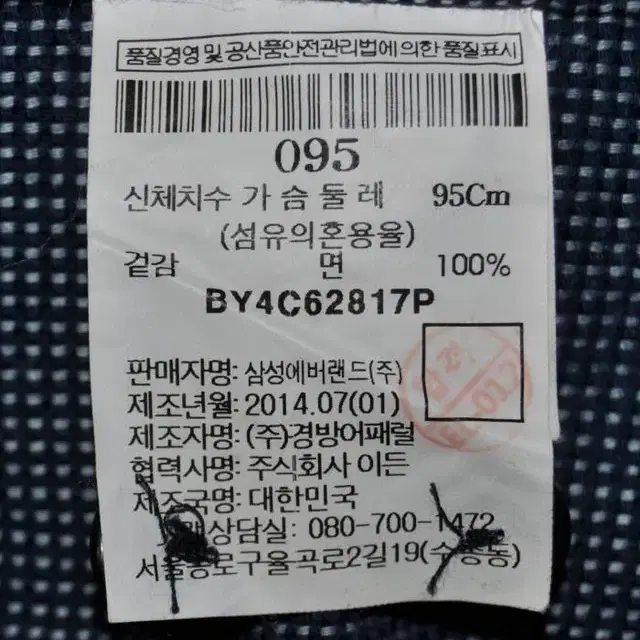 품질경영 및 공산품안전관리법에 의한 품질표시
095
신체치수 가 슴 둘 레 95Cm
(섬유의혼용율)
겉감 면 100%
BY4C62817P
판매자명: 삼성에버랜드(주)
제조년월: 2014.07(01)
제조자명: (주)경방어패럴
협력사명: 주식회사 이든
제조국명: 대한민국
상담실: 080-700-1472
서울종로구율곡로2길19(수송동)